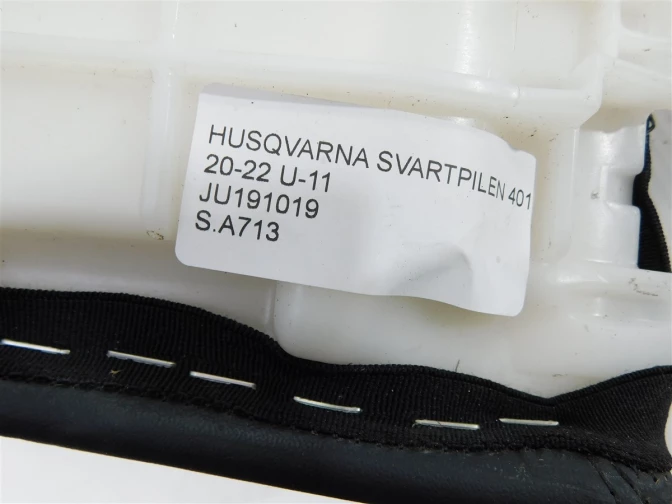 HUSQVARNA SVARTPILEN 401
20-22 U-11
JU191019
S.A713